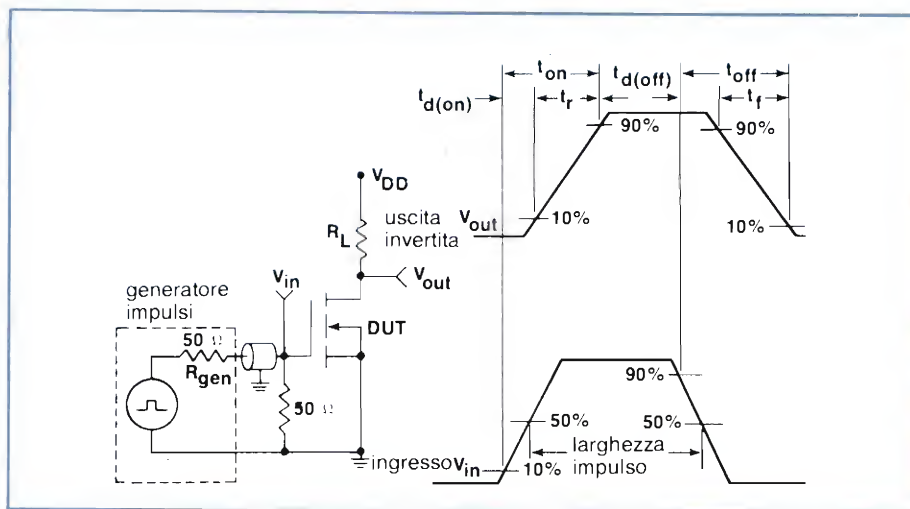 t_on
t_off
t_d(on)
t_r
t_d(off)
t_f
90%
90%
V_DD
R_L
uscita
invertita
V_out
10%
10%
V_out
V_in
generatore
impulsi
50 Ω
R_gen
DUT
50 Ω
90%
50%
50%
larghezza
impulso
ingresso V_in
10%